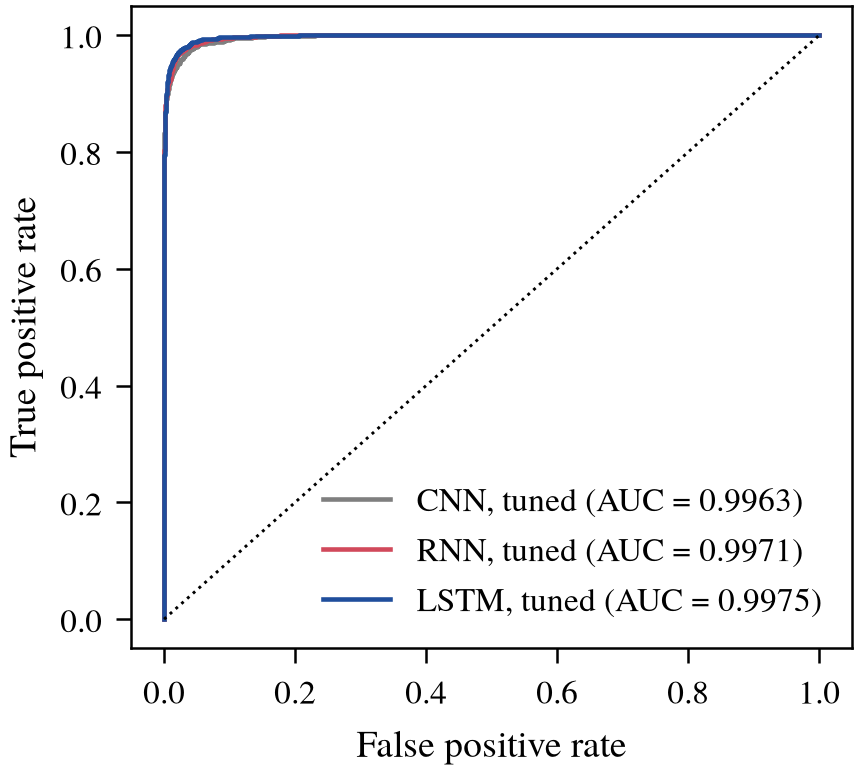 1.0
0.8
0.6
0.4
0.2
0.0
True positive rate
CNN, tuned (AUC = 0.9963)
RNN, tuned (AUC = 0.9971)
LSTM, tuned (AUC = 0.9975)
0.0 0.2 0.4 0.6 0.8 1.0
False positive rate